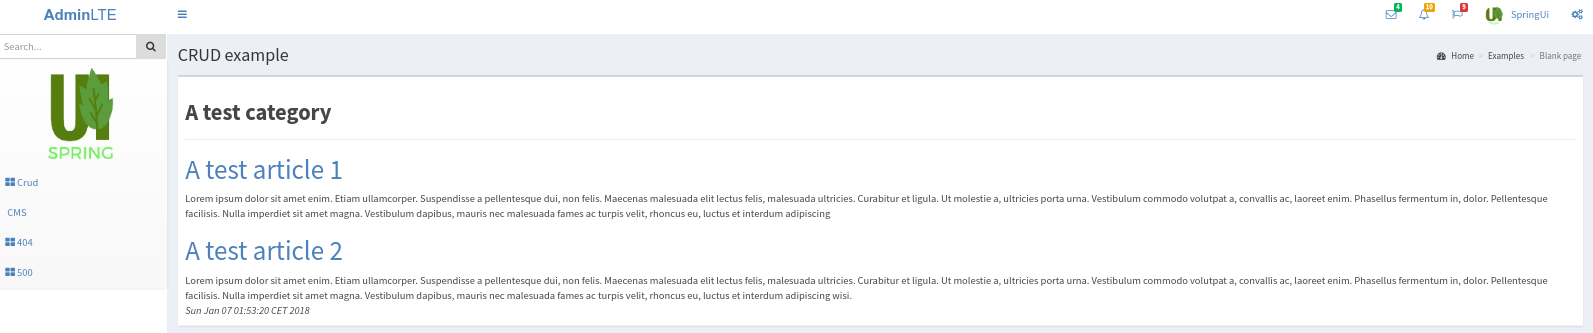 AdminLTE
4
10
9
SpringUi
Search...
CRUD example
Home > Examples > Blank page
UI
SPRING
Crud
CMS
404
500
A test category
A test article 1
Lorem ipsum dolor sit amet enim. Etiam ullamcorper. Suspendisse a pellentesque dui, non felis. Maecenas malesuada elit lectus felis, malesuada ultricies. Curabitur et ligula. Ut molestie a, ultricies porta urna. Vestibulum commodo volutpat a, convallis ac, laoreet enim. Phasellus fermentum in, dolor. Pellentesque
facilisis. Nulla imperdiet sit amet magna. Vestibulum dapibus, mauris nec malesuada fames ac turpis velit, rhoncus eu, luctus et interdum adipiscing
A test article 2
Lorem ipsum dolor sit amet enim. Etiam ullamcorper. Suspendisse a pellentesque dui, non felis. Maecenas malesuada elit lectus felis, malesuada ultricies. Curabitur et ligula. Ut molestie a, ultricies porta urna. Vestibulum commodo volutpat a, convallis ac, laoreet enim. Phasellus fermentum in, dolor. Pellentesque
facilisis. Nulla imperdiet sit amet magna. Vestibulum dapibus, mauris nec malesuada fames ac turpis velit, rhoncus eu, luctus et interdum adipiscing wisi.
Sun Jan 07 01:53:20 CET 2018